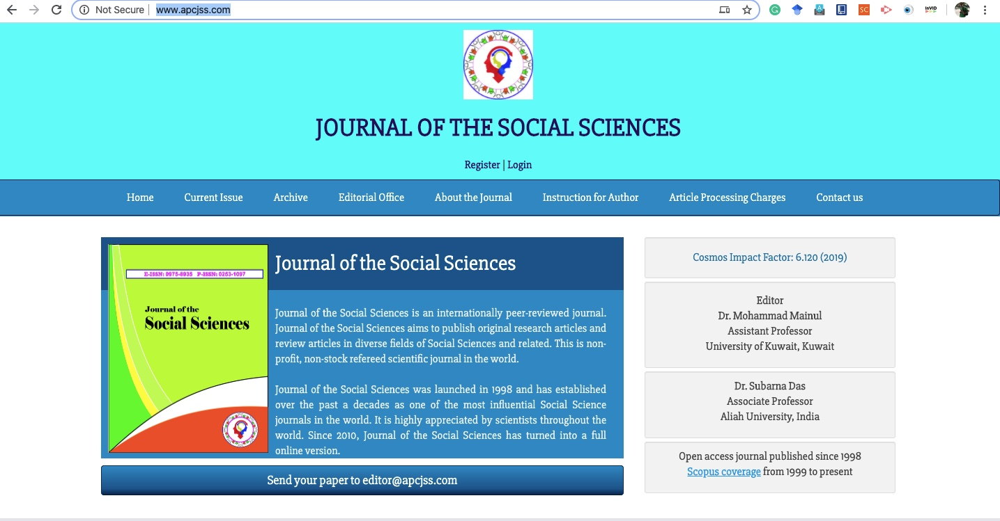 Not Secure
www.apcjss.com
SC
InVID
JOURNAL OF THE SOCIAL SCIENCES
Register | Login
Home
Current Issue
Archive
Editorial Office
About the Journal
Instruction for Author
Article Processing Charges
Contact us
E-ISSN: 0975-8935 P-ISSN: 0253-1097
Journal of the
Social Sciences
Journal of the Social Sciences
Journal of the Social Sciences is an internationally peer-reviewed journal.
Journal of the Social Sciences aims to publish original research articles and
review articles in diverse fields of Social Sciences and related. This is non-
profit, non-stock refereed scientific journal in the world.
Journal of the Social Sciences was launched in 1998 and has established
over the past a decades as one of the most influential Social Science
journals in the world. It is highly appreciated by scientists throughout the
world. Since 2010, Journal of the Social Sciences has turned into a full
online version.
Send your paper to editor@apcjss.com
Cosmos Impact Factor: 6.120 (2019)
Editor
Dr. Mohammad Mainul
Assistant Professor
University of Kuwait, Kuwait
Dr. Subarna Das
Associate Professor
Aliah University, India
Open access journal published since 1998
Scopus coverage from 1999 to present